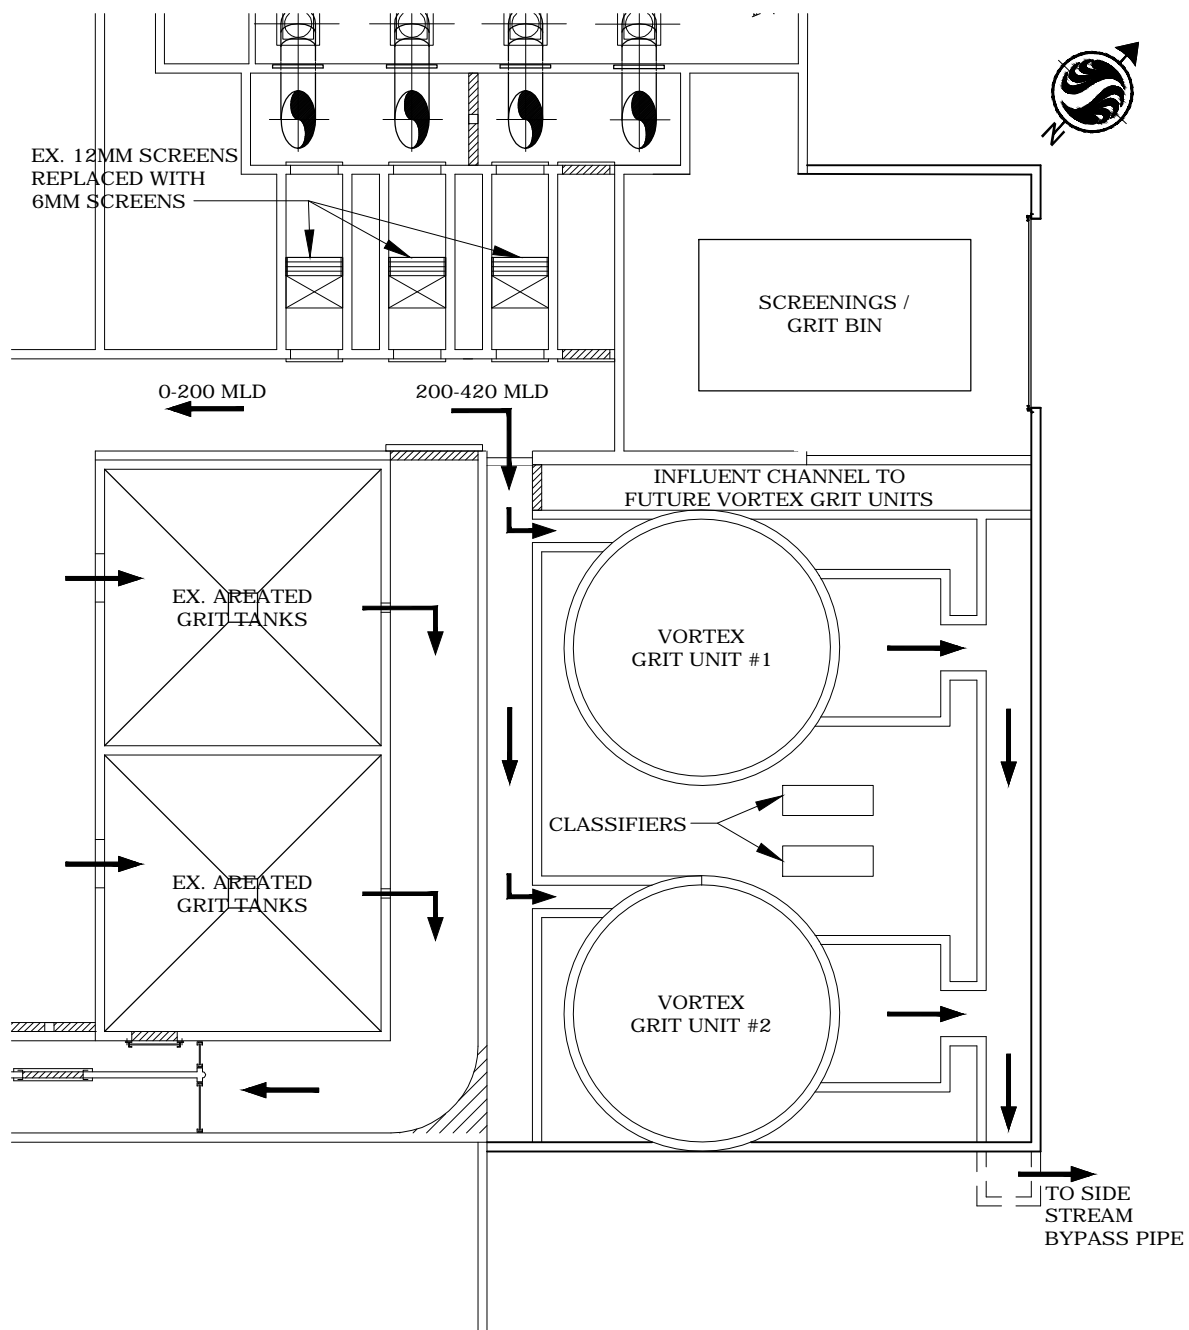 N
EX. 12MM SCREENS
REPLACED WITH
6MM SCREENS
SCREENINGS /
GRIT BIN
0-200 MLD
200-420 MLD
INFLUENT CHANNEL TO
FUTURE VORTEX GRIT UNITS
EX. AREATED
GRIT TANKS
VORTEX
GRIT UNIT #1
CLASSIFIERS
EX. AREATED
GRIT TANKS
VORTEX
GRIT UNIT #2
TO SIDE
STREAM
BYPASS PIPE